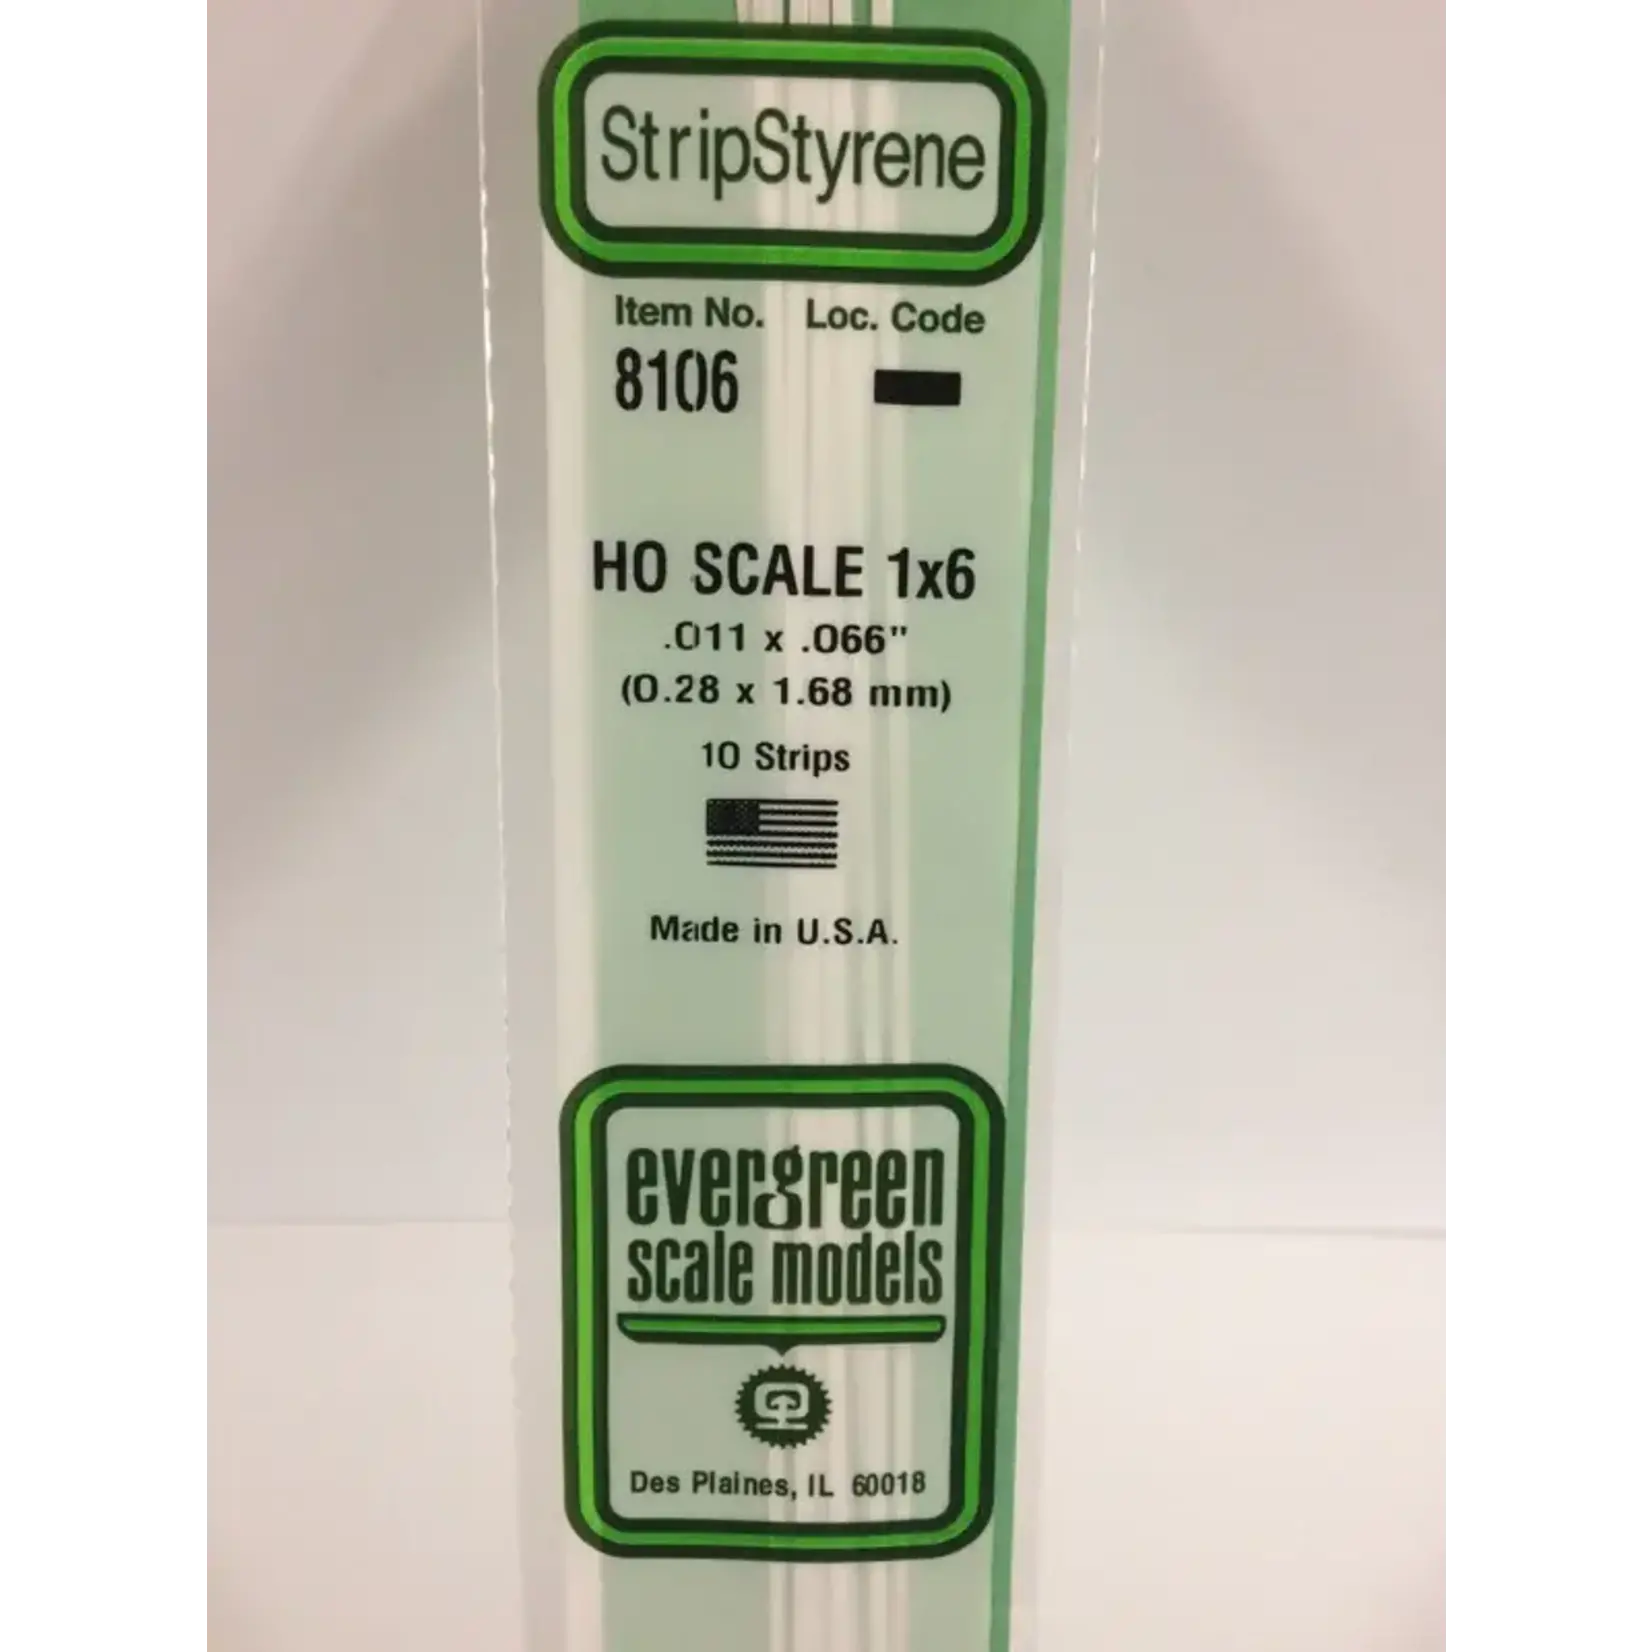 StripStyrene
Item No. Loc. Code
8106
HO SCALE 1x6
.011 x .066"
(0.28 x 1.68 mm)
10 Strips
Made in U.S.A.
evergreen
scale models
Des Plaines, IL 60018